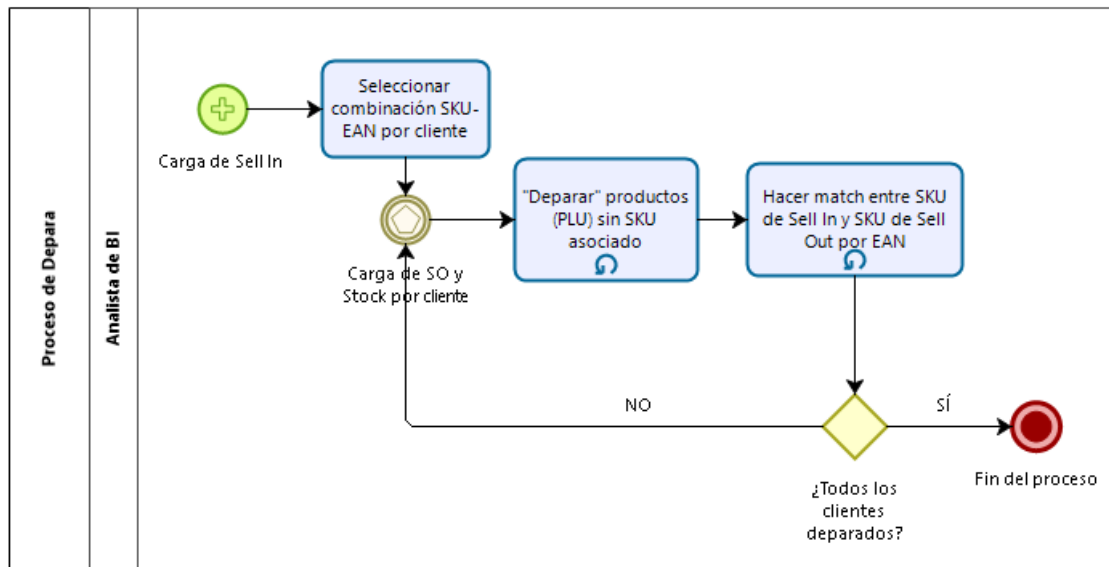 Proceso de Depara
Analista de BI
Carga de Sell In
Seleccionar
combinación SKU-
EAN por cliente
Carga de SO y
Stock por cliente
"Deparar" productos
(PLU) sin SKU
asociado
Hacer match entre SKU
de Sell In y SKU de Sell
Out por EAN
NO
SÍ
¿Todos los
clientes
deparados?
Fin del proceso